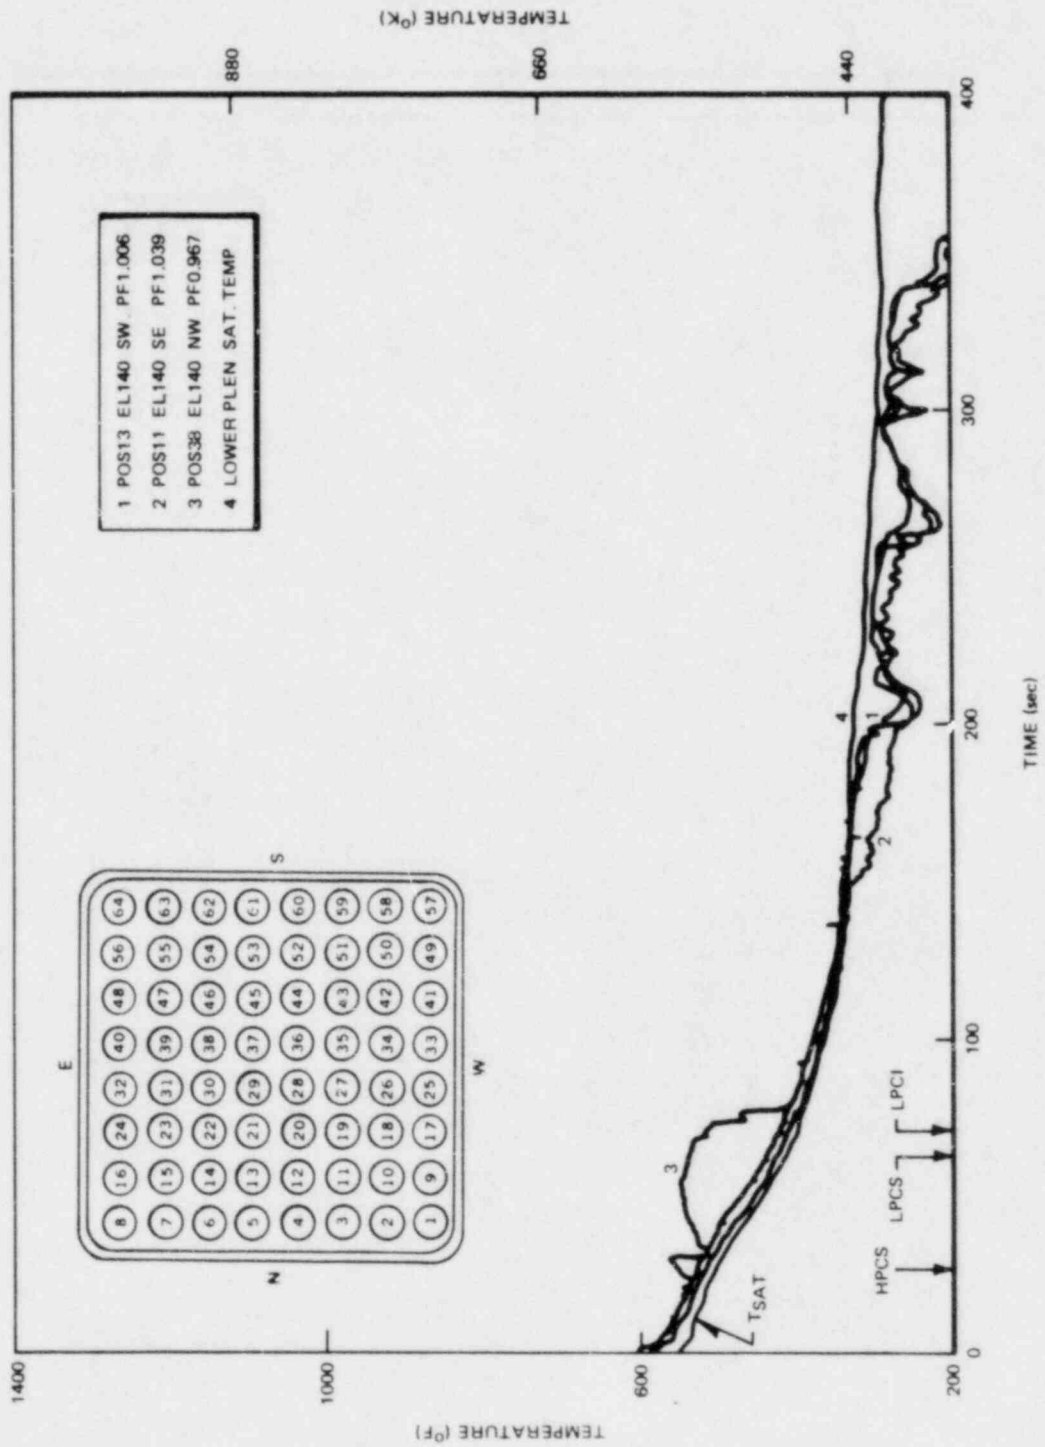 1400
1000
600
200
TEMPERATURE (°F)
880
660
440
TEMPERATURE (°K)
0
100
200
300
400
TIME (sec)
1 POS13 EL140 SW. PF1.006
2 POS11 EL140 SE PF1.039
3 POS38 EL140 NW PF0.967
4 LOWER PLEN SAT. TEMP
E
8 16 24 32 40 48 56 64
7 15 23 31 39 47 55 63
6 14 22 30 38 46 54 62
N
5 13 21 29 37 45 53 61
S
4 12 20 28 36 44 52 60
3 11 19 27 35 43 51 59
2 10 18 26 34 42 50 58
1 9 17 25 33 41 49 57
W
3
4
1
2
TSAT
HPCS
LPCS
LPCI